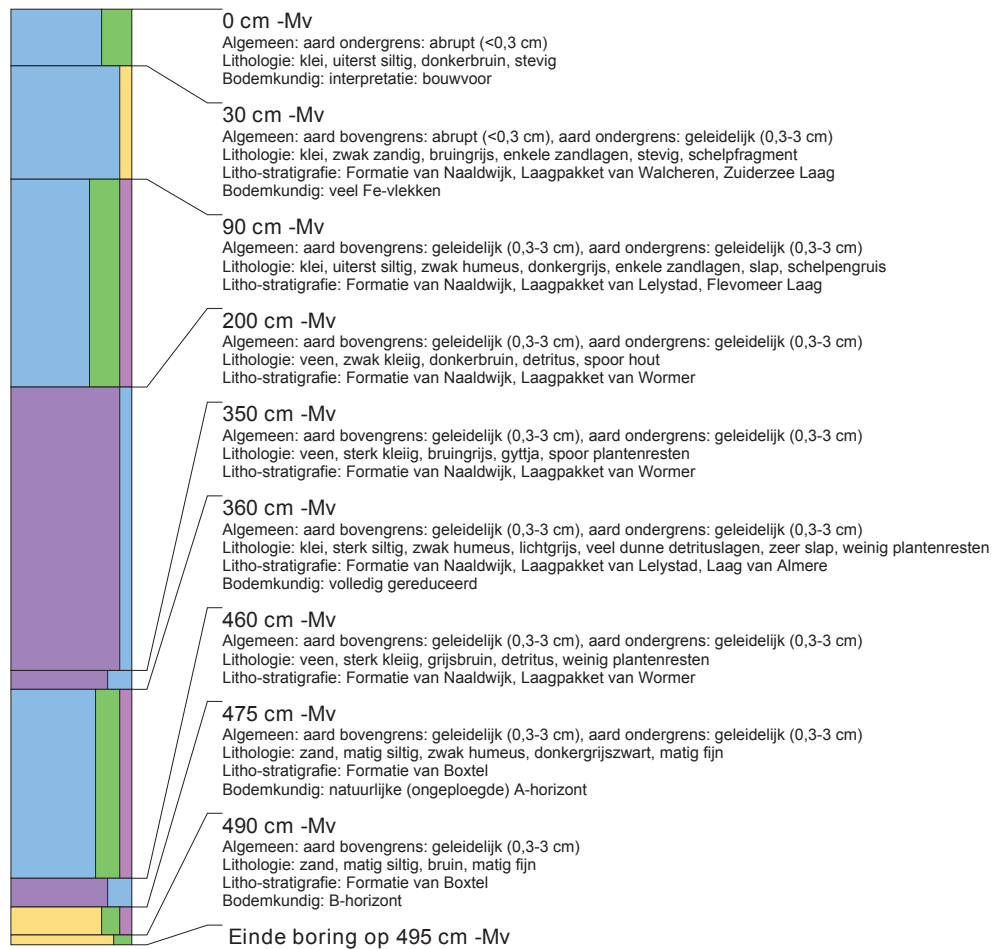 0 cm -Mv
Algemeen: aard ondergrens: abrupt (<0,3 cm)
Lithologie: klei, uiterst siltig, donkerbruin, stevig
Bodemkundig: interpretatie: bouwvoor
30 cm -Mv
Algemeen: aard bovengrens: abrupt (<0,3 cm), aard ondergrens: geleidelijk (0,3-3 cm)
Lithologie: klei, zwak zandig, bruingrijs, enkele zandlagen, stevig, schelpfragment
Litho-stratigrafie: Formatie van Naaldwijk, Laagpakket van Walcheren, Zuiderzee Laag
Bodemkundig: veel Fe-vlekken
90 cm -Mv
Algemeen: aard bovengrens: geleidelijk (0,3-3 cm), aard ondergrens: geleidelijk (0,3-3 cm)
Lithologie: klei, uiterst siltig, zwak humeus, donkergrijs, enkele zandlagen, slap, schelpengruis
Litho-stratigrafie: Formatie van Naaldwijk, Laagpakket van Lelystad, Flevomeer Laag
200 cm -Mv
Algemeen: aard bovengrens: geleidelijk (0,3-3 cm), aard ondergrens: geleidelijk (0,3-3 cm)
Lithologie: veen, zwak kleiig, donkerbruin, detritus, spoor hout
Litho-stratigrafie: Formatie van Naaldwijk, Laagpakket van Wormer
350 cm -Mv
Algemeen: aard bovengrens: geleidelijk (0,3-3 cm), aard ondergrens: geleidelijk (0,3-3 cm)
Lithologie: veen, sterk kleiig, bruingrijs, gyttja, spoor plantenresten
Litho-stratigrafie: Formatie van Naaldwijk, Laagpakket van Wormer
360 cm -Mv
Algemeen: aard bovengrens: geleidelijk (0,3-3 cm), aard ondergrens: geleidelijk (0,3-3 cm)
Lithologie: klei, sterk siltig, zwak humeus, lichtgrijs, veel dunne detrituslagen, zeer slap, weinig plantenresten
Litho-stratigrafie: Formatie van Naaldwijk, Laagpakket van Lelystad, Laag van Almere
Bodemkundig: volledig gereduceerd
460 cm -Mv
Algemeen: aard bovengrens: geleidelijk (0,3-3 cm), aard ondergrens: geleidelijk (0,3-3 cm)
Lithologie: veen, sterk kleiig, grijsbruin, detritus, weinig plantenresten
Litho-stratigrafie: Formatie van Naaldwijk, Laagpakket van Wormer
475 cm -Mv
Algemeen: aard bovengrens: geleidelijk (0,3-3 cm), aard ondergrens: geleidelijk (0,3-3 cm)
Lithologie: zand, matig siltig, zwak humeus, donkergrijszwart, matig fijn
Litho-stratigrafie: Formatie van Boxtel
Bodemkundig: natuurlijke (ongeploegde) A-horizont
490 cm -Mv
Algemeen: aard bovengrens: geleidelijk (0,3-3 cm)
Lithologie: zand, matig siltig, bruin, matig fijn
Litho-stratigrafie: Formatie van Boxtel
Bodemkundig: B-horizont
Einde boring op 495 cm -Mv